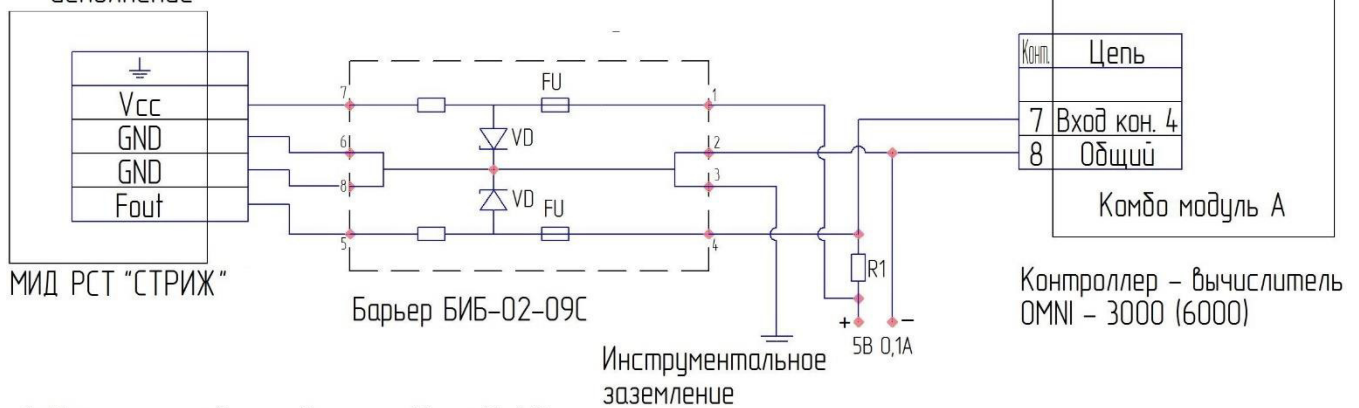 Конт.
Цепь
Vcc
GND
GND
Fout
7
6
8
5
FU
VD
VD
FU
1
2
3
4
7
Вход кон. 4
8
Общий
Комбо модуль А
R1
+
–
5В 0,1А
МИД РСТ "СТРИЖ"
Барьер БИБ-02-09С
Инструментальное
заземление
Контроллер – вычислитель
OMNI – 3000 (6000)